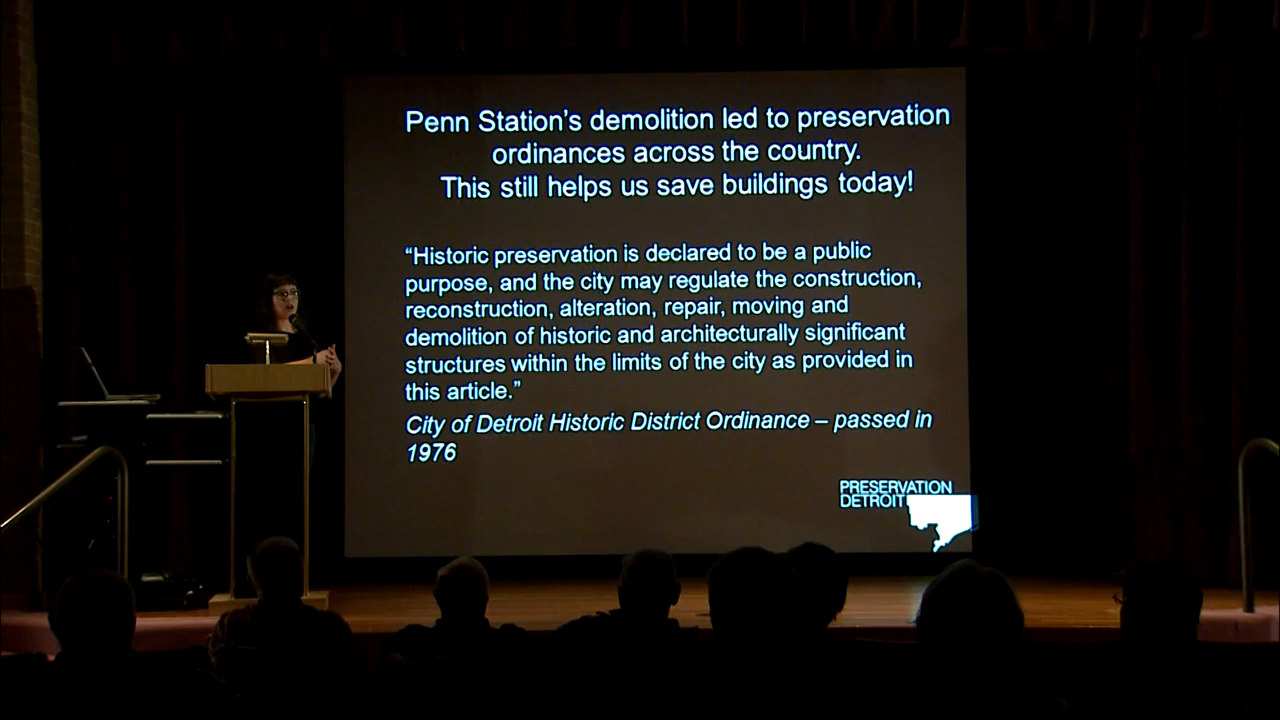 Penn Station's demolition led to preservation
ordinances across the country.
This still helps us save buildings today!
“Historic preservation is declared to be a public
purpose, and the city may regulate the construction,
reconstruction, alteration, repair, moving and
demolition of historic and architecturally significant
structures within the limits of the city as provided in
this article.”
City of Detroit Historic District Ordinance – passed in
1976
PRESERVATION
DETROIT